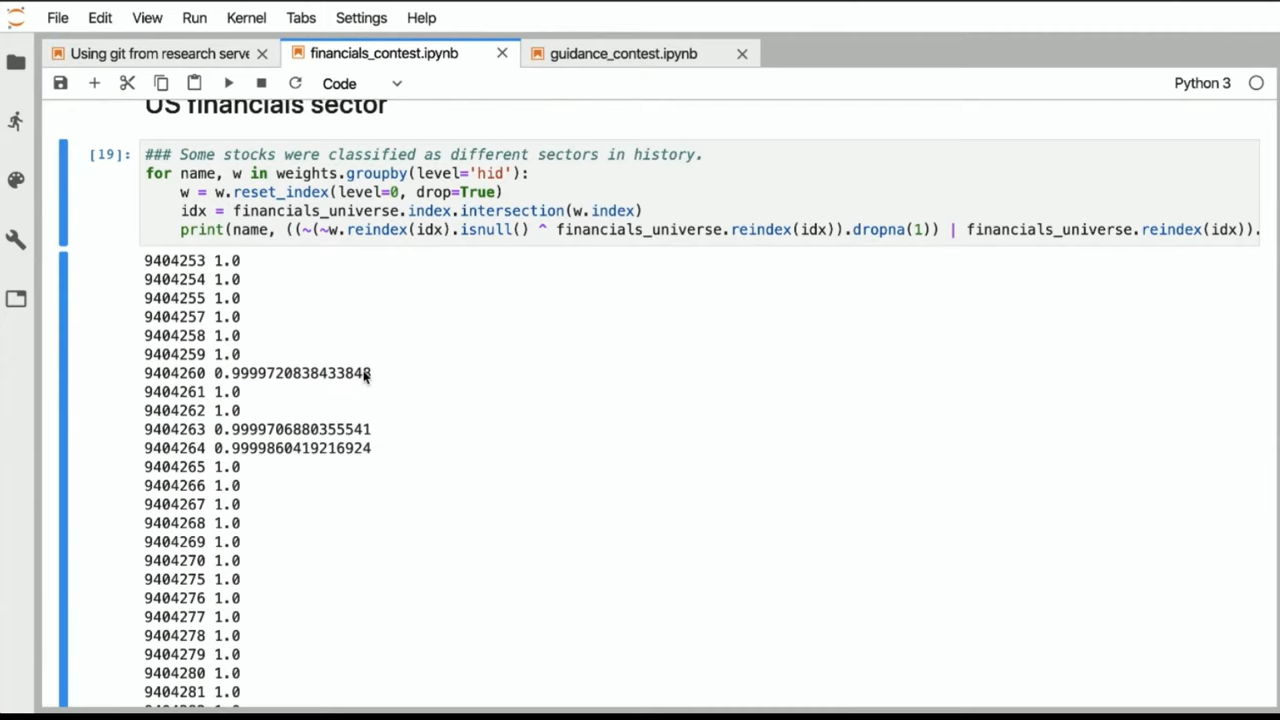 File Edit View Run Kernel Tabs Settings Help
Using git from research serve financials_contest.ipynb guidance_contest.ipynb
Code Python 3
US financials sector
[19]: ### Some stocks were classified as different sectors in history.
for name, w in weights.groupby(level='hid'):
w = w.reset_index(level=0, drop=True)
idx = financials_universe.index.intersection(w.index)
print(name, ((~(~w.reindex(idx).isnull() ^ financials_universe.reindex(idx)).dropna(1)) | financials_universe.reindex(idx)).
9404253 1.0
9404254 1.0
9404255 1.0
9404257 1.0
9404258 1.0
9404259 1.0
9404260 0.9999720838433848
9404261 1.0
9404262 1.0
9404263 0.9999706880355541
9404264 0.9999860419216924
9404265 1.0
9404266 1.0
9404267 1.0
9404268 1.0
9404269 1.0
9404270 1.0
9404275 1.0
9404276 1.0
9404277 1.0
9404278 1.0
9404279 1.0
9404280 1.0
9404281 1.0